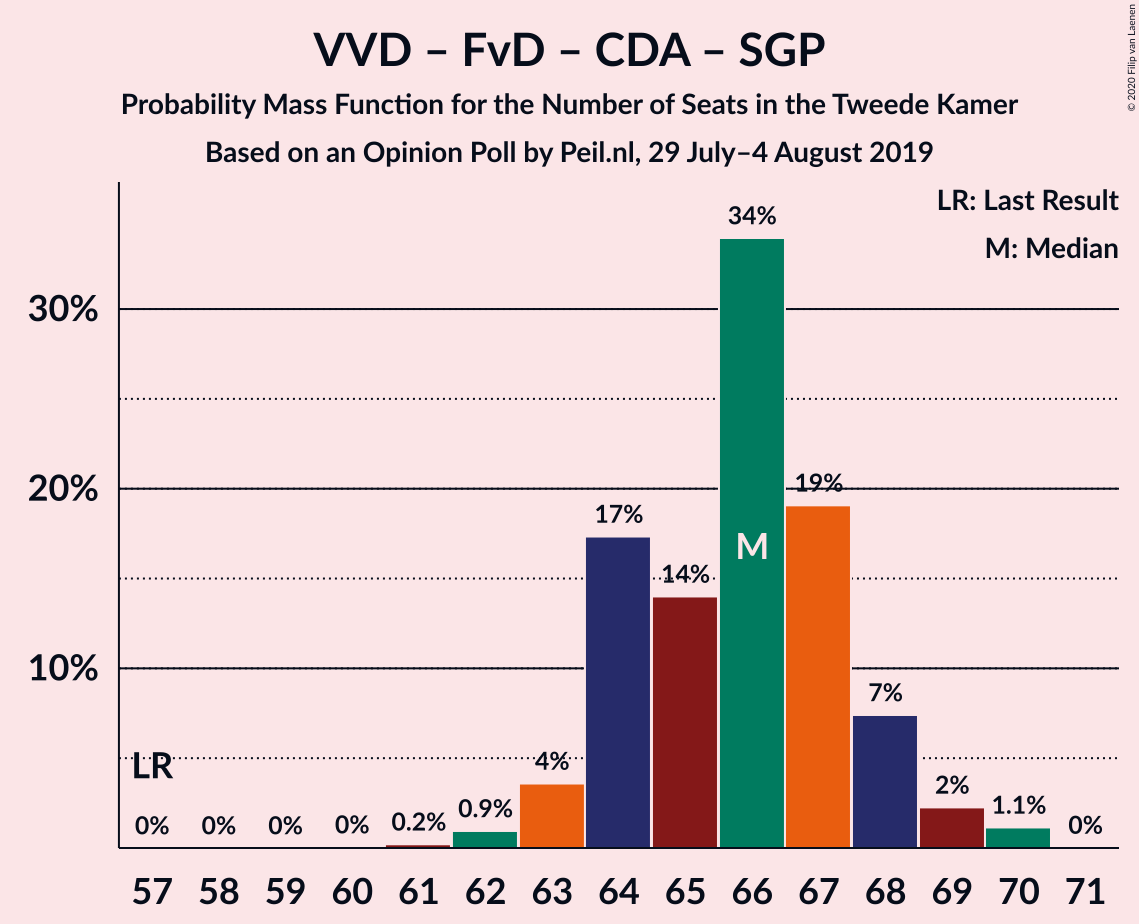 VVD – FvD – CDA – SGP
Probability Mass Function for the Number of Seats in the Tweede Kamer
Based on an Opinion Poll by Peil.nl, 29 July–4 August 2019
© 2020 Filip van Laenen
LR: Last Result
M: Median
30%
20%
10%
LR
0%
0%
0%
0%
0.2%
0.9%
4%
17%
14%
34%
M
19%
7%
2%
1.1%
0%
57 58 59 60 61 62 63 64 65 66 67 68 69 70 71